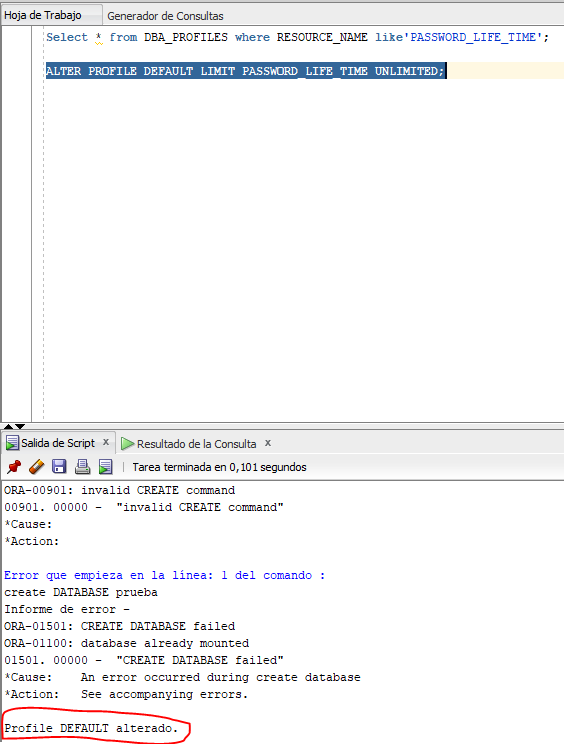 Hoja de Trabajo Generador de Consultas
Select * from DBA_PROFILES where RESOURCE_NAME like'PASSWORD_LIFE_TIME';
ALTER PROFILE DEFAULT LIMIT PASSWORD_LIFE_TIME UNLIMITED;
Salida de Script x Resultado de la Consulta x
Tarea terminada en 0,101 segundos
ORA-00901: invalid CREATE command
00901. 00000 -  "invalid CREATE command"
*Cause:
*Action:
Error que empieza en la línea: 1 del comando :
create DATABASE prueba
Informe de error -
ORA-01501: CREATE DATABASE failed
ORA-01100: database already mounted
01501. 00000 -  "CREATE DATABASE failed"
*Cause:    An error occurred during create database
*Action:   See accompanying errors.
Profile DEFAULT alterado.